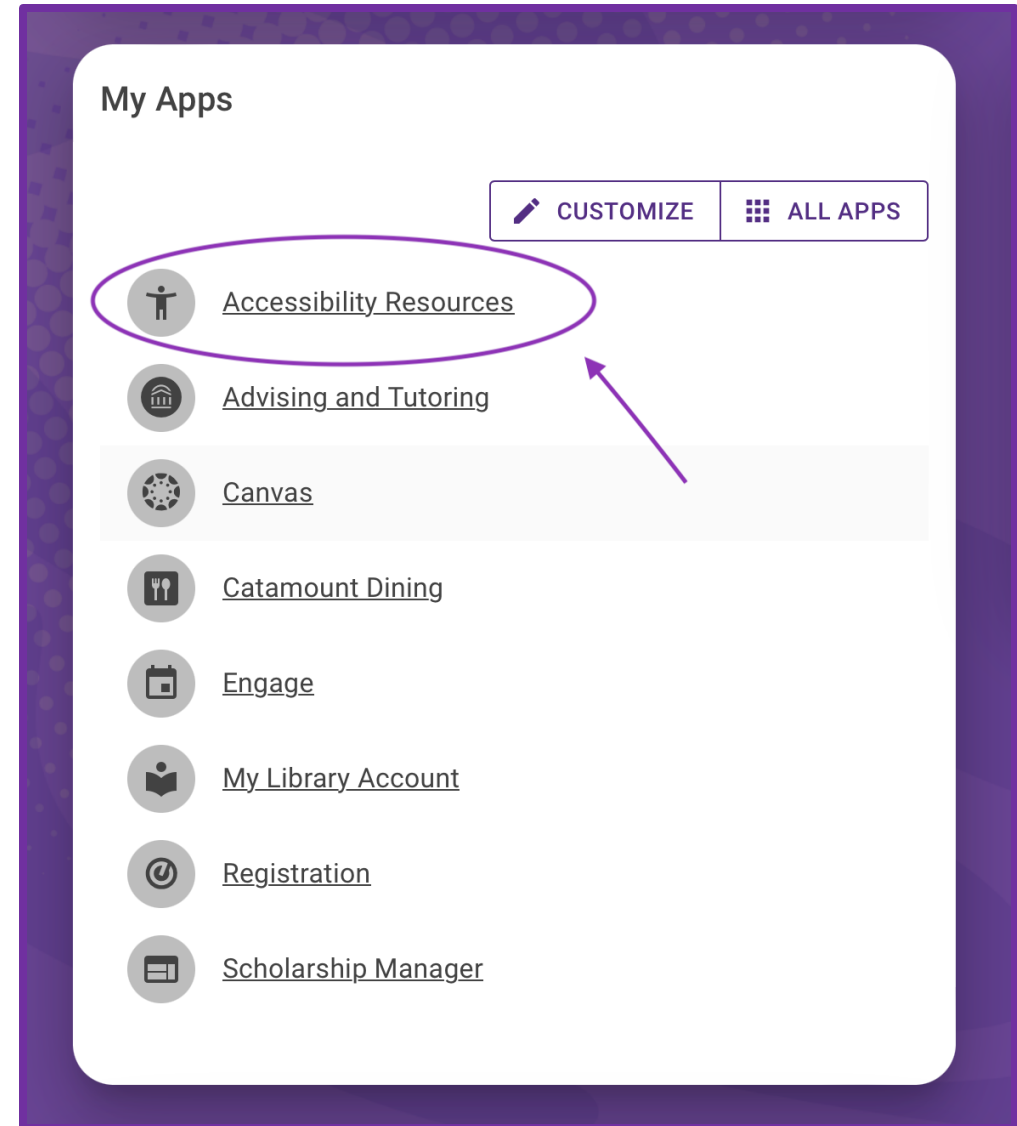 My Apps
CUSTOMIZE
ALL APPS
Accessibility Resources
Advising and Tutoring
Canvas
Catamount Dining
Engage
My Library Account
Registration
Scholarship Manager